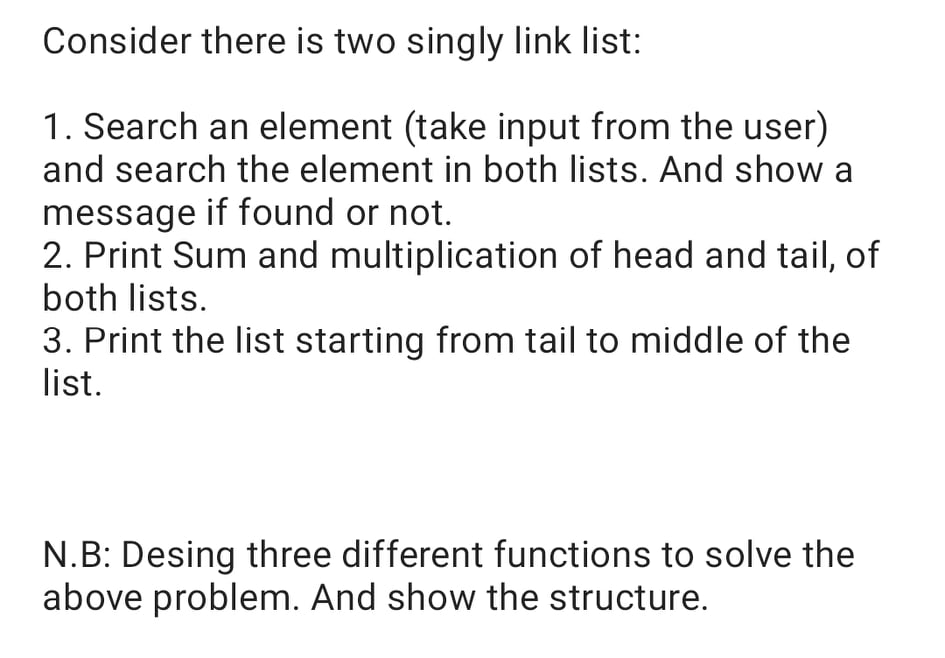 Consider there is two singly link list:
1. Search an element (take input from the user)
and search the element in both lists. And show a
message if found or not.
2. Print Sum and multiplication of head and tail, of
both lists.
3. Print the list starting from tail to middle of the
list.
N.B: Desing three different functions to solve the
above problem. And show the structure.